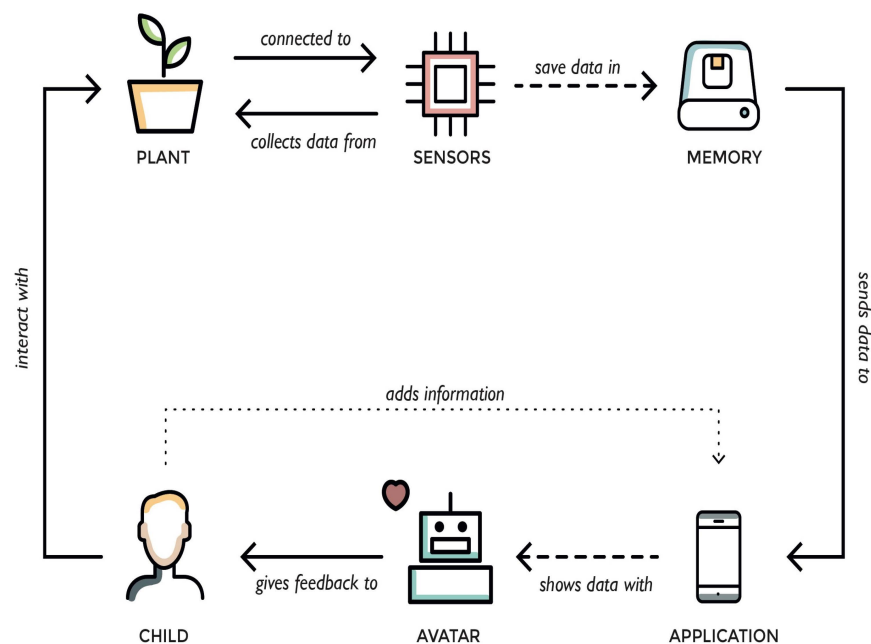 connected to
save data in
collects data from
PLANT
SENSORS
MEMORY
interact with
sends data to
adds information
gives feedback to
shows data with
CHILD
AVATAR
APPLICATION